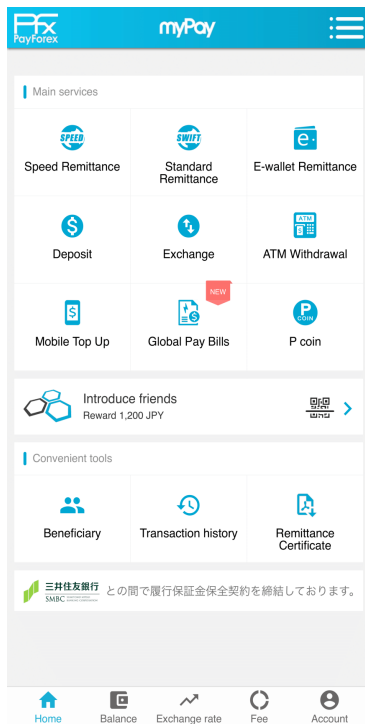 Pfx
PayForex
myPay
Main services
SPEED
Speed Remittance
SWIFT
Standard
Remittance
e
E-wallet Remittance
$
Deposit
Exchange
ATM
$
ATM Withdrawal
$
Mobile Top Up
NEW
$
Global Pay Bills
P
COIN
P coin
Introduce friends
Reward 1,200 JPY
Convenient tools
Beneficiary
Transaction history
Remittance
Certificate
三井住友銀行
SMBC
との間で履行保証金保全契約を締結しております。
Home
Balance
Exchange rate
Fee
Account